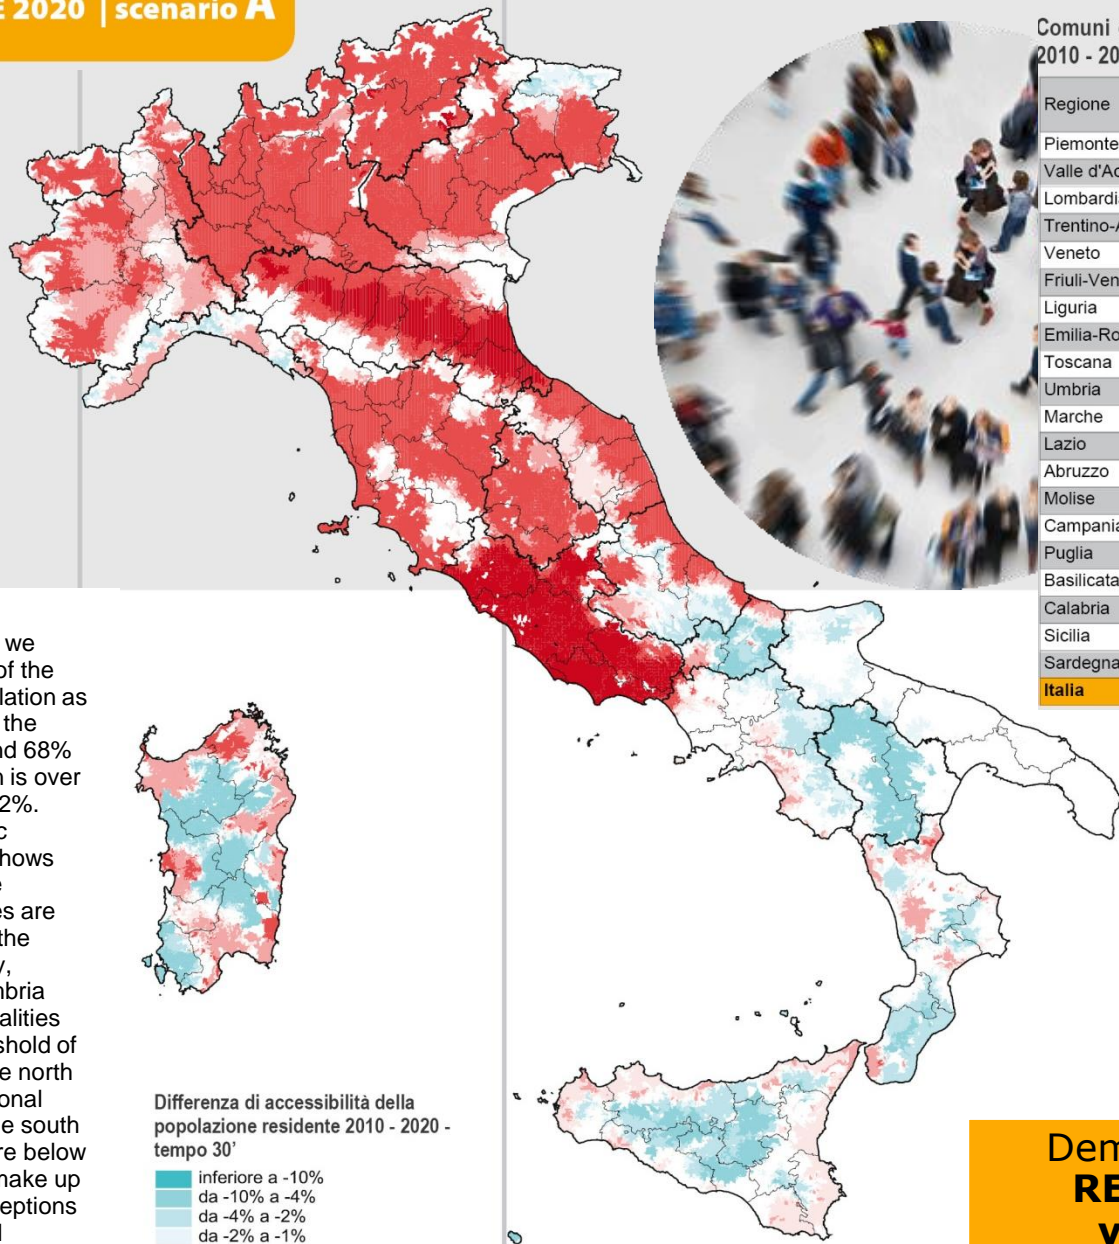 2020 | scenario A
Comuni
2010 - 20
Regione
Piemonte
Valle d'Ao
Lombardi
Trentino-A
Veneto
Friuli-Ven
Liguria
Emilia-Ro
Toscana
Umbria
Marche
Lazio
Abruzzo
Molise
Campania
Puglia
Basilicata
Calabria
Sicilia
Sardegna
Italia
we
of the
lation as
the
nd 68%
n is over
2%.
c
hows
e
es are
the
y,
mbria
alities
shold of
e north
onal
e south
re below
make up
eptions
Differenza di accessibilità della
popolazione residente 2010 - 2020 -
tempo 30'
inferiore a -10%
da -10% a -4%
da -4% a -2%
da -2% a -1%
Dem
RE